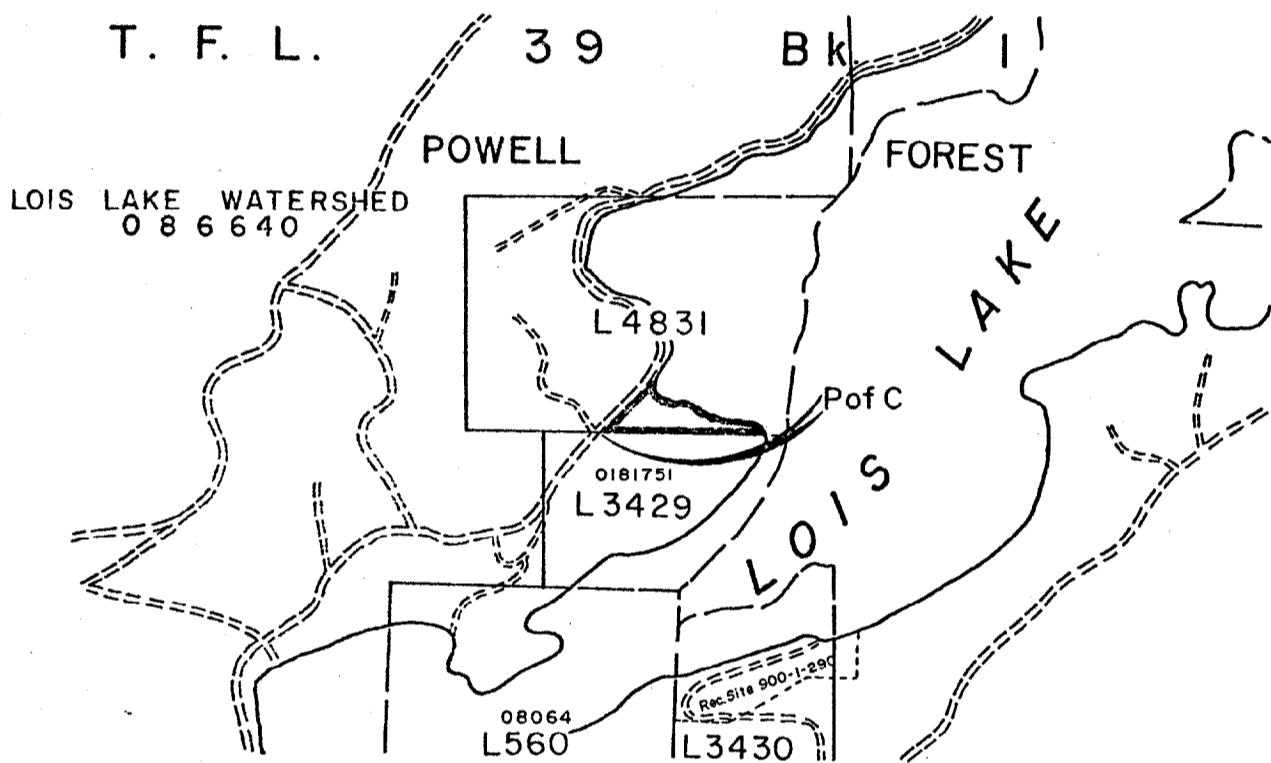 T. F. L. 39 Bk 1
POWELL FOREST
LOIS LAKE WATERSHED
086640
L4831
P of C
LOIS LAKE
0181751
L3429
Rec. Site 900-1-290
08064
L560
L3430